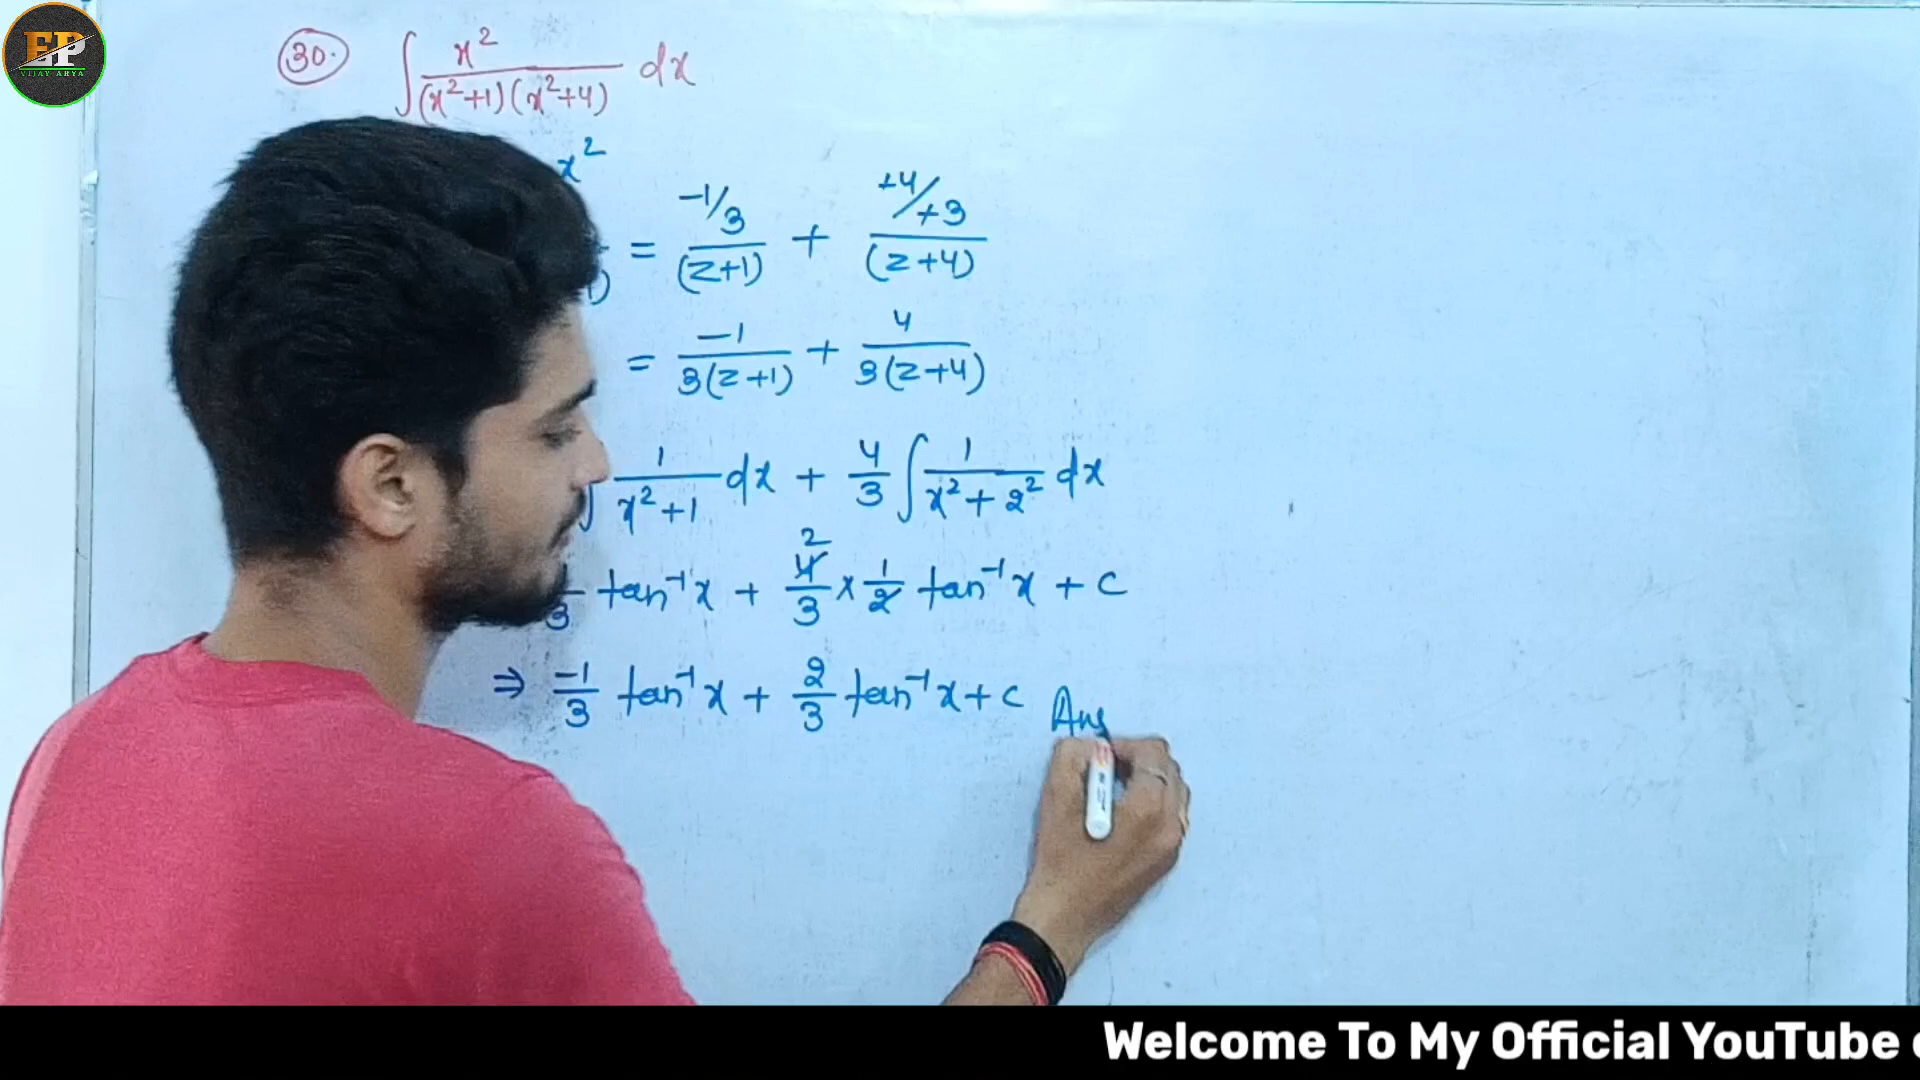 EP
VIJAY ARYA
30. ∫ x²/((x²+1)(x²+4)) dx
x²
= (-1/3)/(z+1) + (+4/+3)/(z+4)
= -1/(3(z+1)) + 4/(3(z+4))
∫ 1/(x²+1) dx + 4/3 ∫ 1/(x²+2²) dx
2
/3 tan⁻¹x + 4/3 × 1/2 tan⁻¹x + c
⇒ -1/3 tan⁻¹x + 2/3 tan⁻¹x + c Ans
Welcome To My Official YouTube